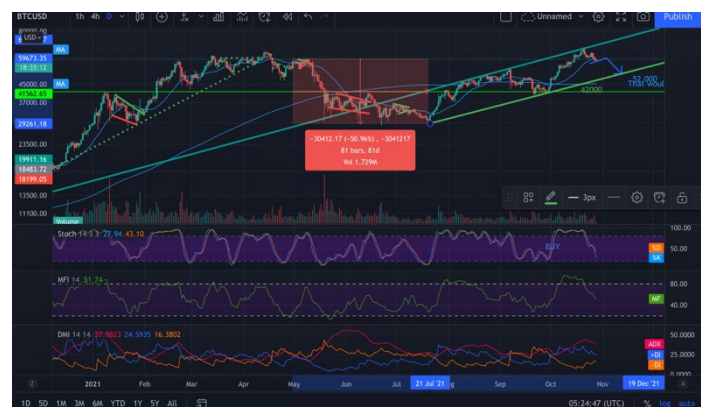 BTCUSD 1h 4h D Unnamed Publish
80000.00
USD
MA
59673.35
18:35:12
MA
45000.00
41562.65
37000.00
29261.18
23500.00
19911.16
18483.72
18199.05
13500.00
11100.00
52,000
That woul
42000
−30412.17 (−50.96%) , −3041217
81 bars, 81d
Vol 1.729M
3px
Volume
Stoch 14 3 3 27.94 43.10
BUY
100.00
%D
50.00
%K
MFI 14 51.74
80.00
MF
40.00
DMI 14 14 27.9823 24.5935 16.3802
50.0000
ADX
+DI
25.0000
−DI
0.0000
Z 2021 Feb Mar Apr May Jun Jul 21 Jul '21 g Sep Oct Nov 19 Dec '21 A
1D 5D 1M 3M 6M YTD 1Y 5Y All 05:24:47 (UTC) % log auto